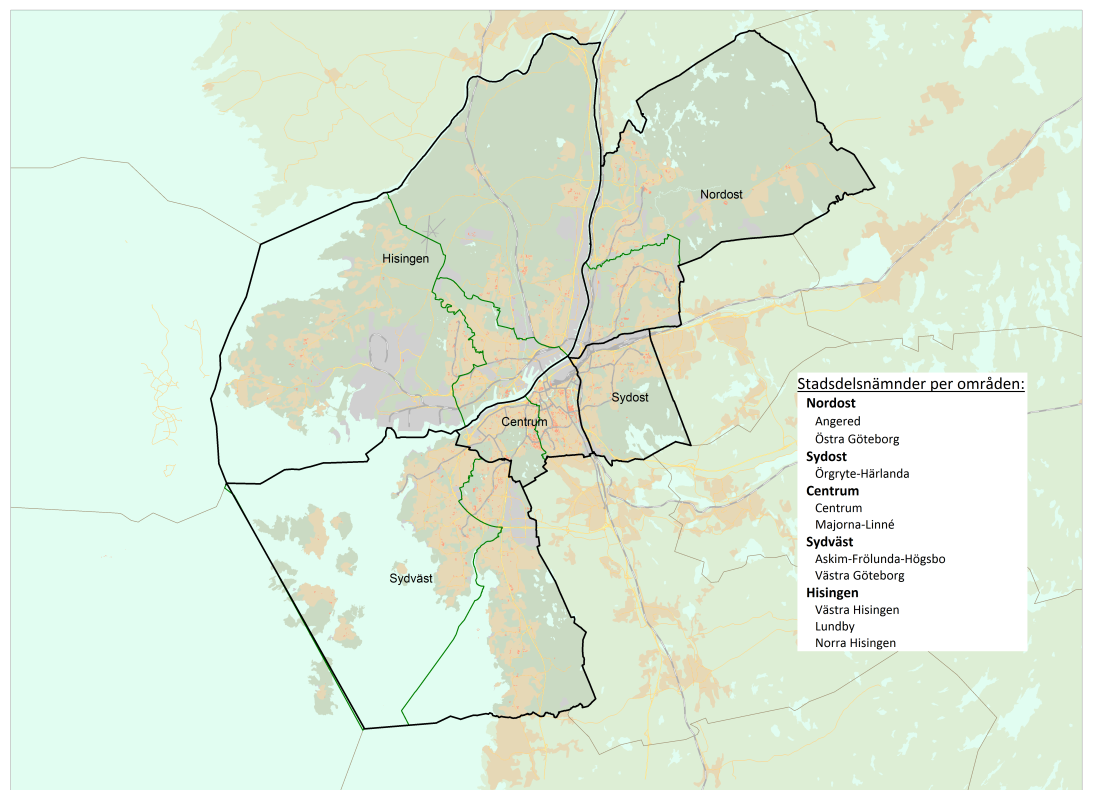 Nordost
Hisingen
Sydost
Centrum
Sydväst
Stadsdelsnämnder per områden:
Nordost
Angered
Östra Göteborg
Sydost
Örgryte-Härlanda
Centrum
Centrum
Majorna-Linné
Sydväst
Askim-Frölunda-Högsbo
Västra Göteborg
Hisingen
Västra Hisingen
Lundby
Norra Hisingen